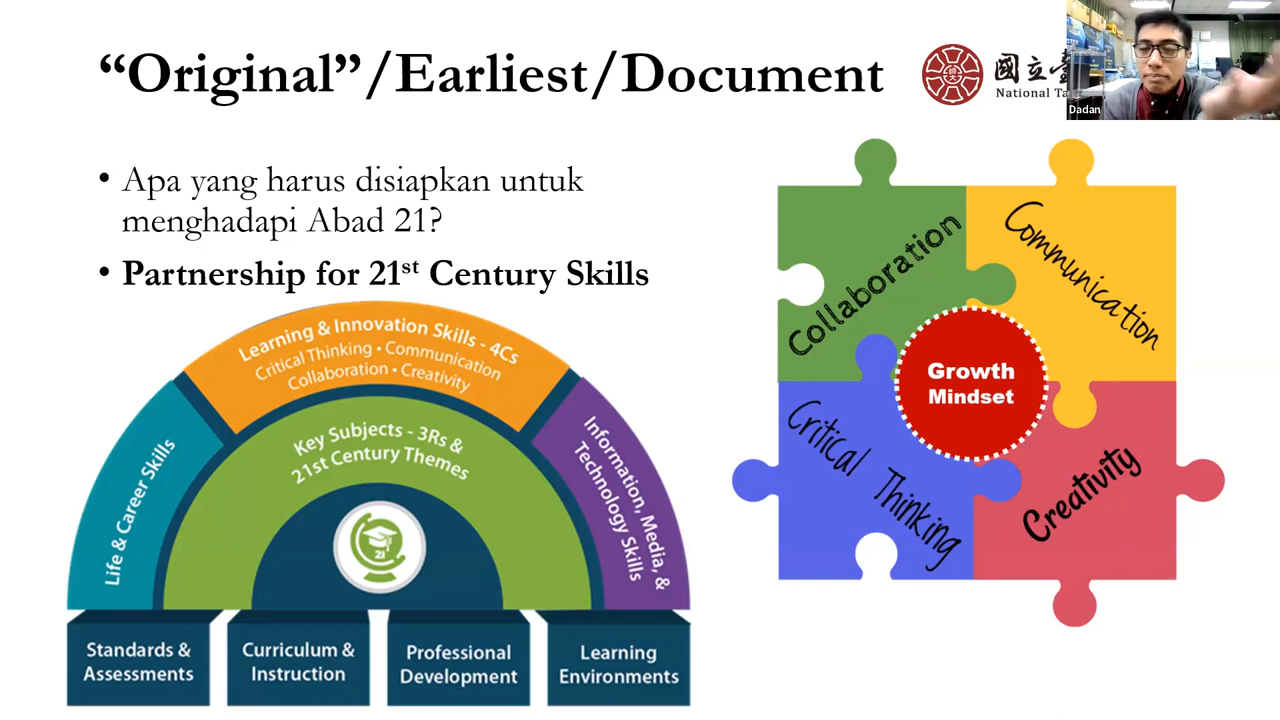 “Original”/Earliest/Document
國立臺
National Ta
Dadan
• Apa yang harus disiapkan untuk
menghadapi Abad 21?
• Partnership for 21st Century Skills
Learning & Innovation Skills - 4Cs
Critical Thinking • Communication
Collaboration • Creativity
Key Subjects - 3Rs &
21st Century Themes
Life & Career Skills
Information, Media, &
Technology Skills
21
Standards &
Assessments
Curriculum &
Instruction
Professional
Development
Learning
Environments
Collaboration
Communication
Growth
Mindset
Critical Thinking
Creativity